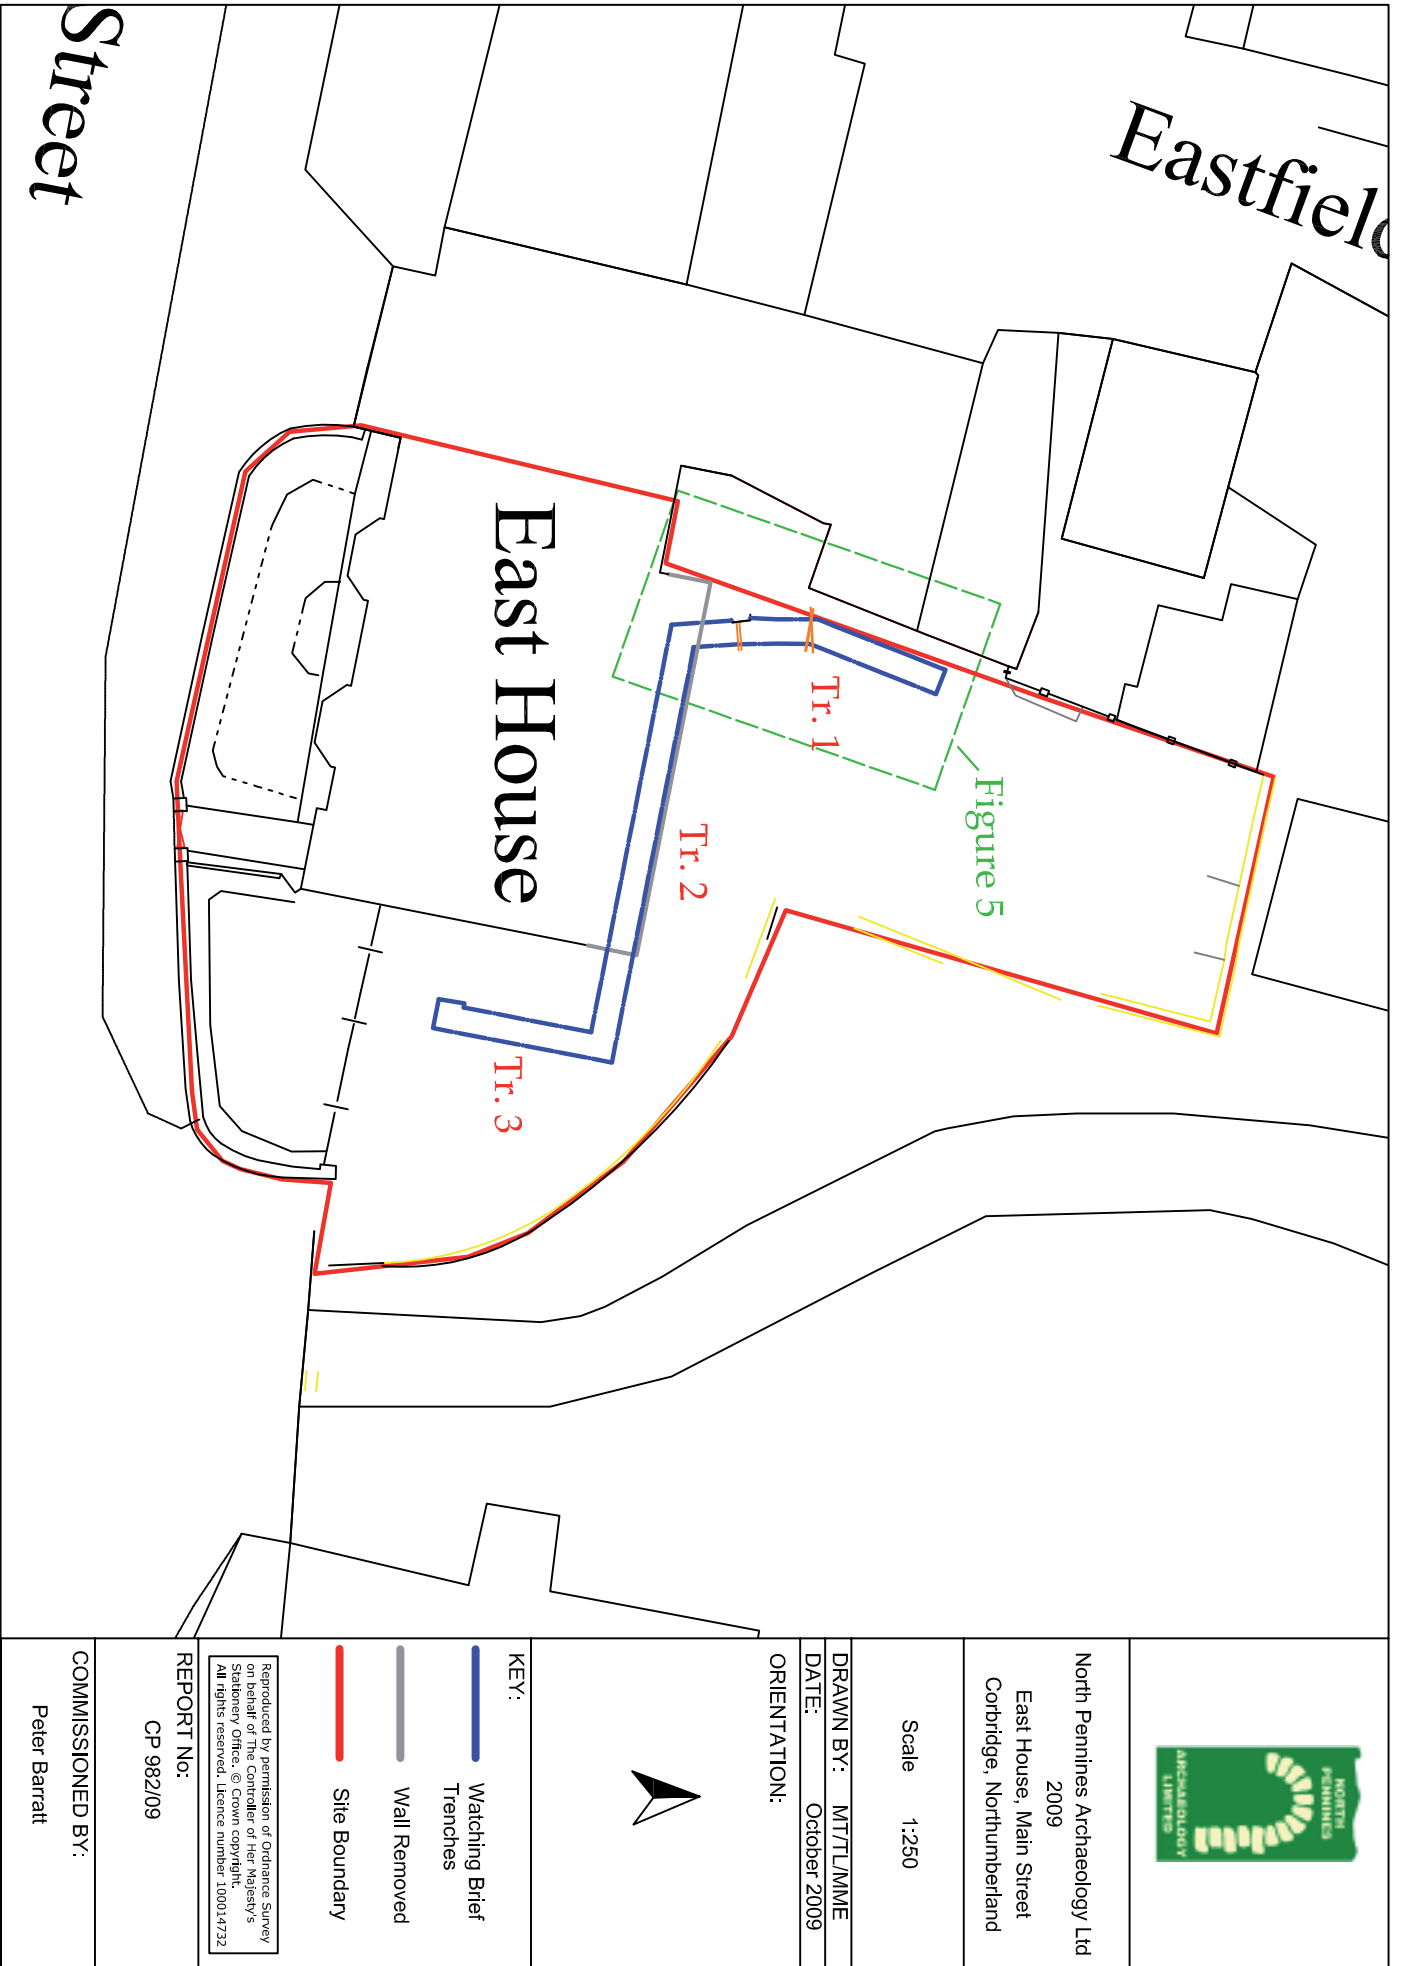 Street
Eastfield
East House
Tr. 1
Tr. 2
Tr. 3
Figure 5
NORTH
PENNINES
ARCHAEOLOGY
LIMITED
North Pennines Archaeology Ltd
2009
East House, Main Street
Corbridge, Northumberland
Scale 1:250
DRAWN BY: MT/TL/MME
DATE: October 2009
ORIENTATION:
KEY:
Watching Brief
Trenches
Wall Removed
Site Boundary
Reproduced by permission of Ordnance Survey
on behalf of The Controller of Her Majesty's
Stationery Office. © Crown copyright.
All rights reserved. Licence number 100014732
REPORT No:
CP 982/09
COMMISSIONED BY:
Peter Barratt